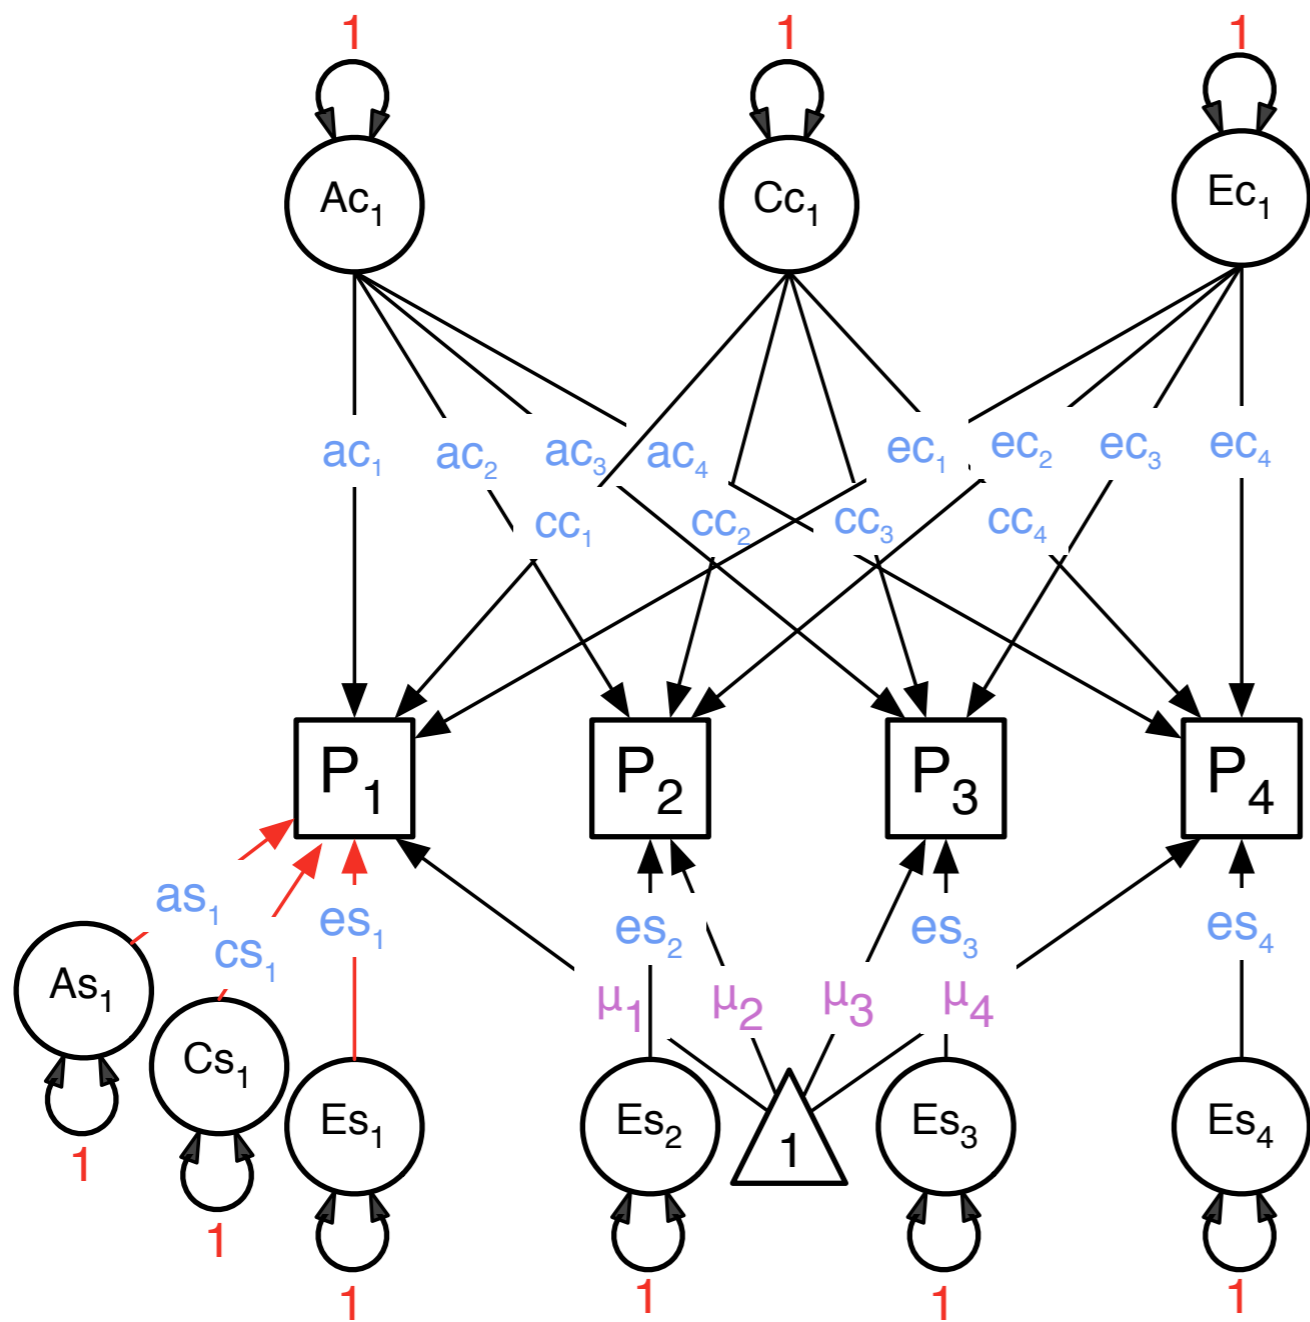 1 1 1
Ac1 Cc1 Ec1
ac1 ac2 ac3 ac4 ec1 ec2 ec3 ec4
cc1 cc2 cc3 cc4
P1 P2 P3 P4
as1 cs1 es1 es2 es3 es4
μ1 μ2 μ3 μ4
As1 Cs1 Es1 Es2 1 Es3 Es4
1 1 1 1 1 1